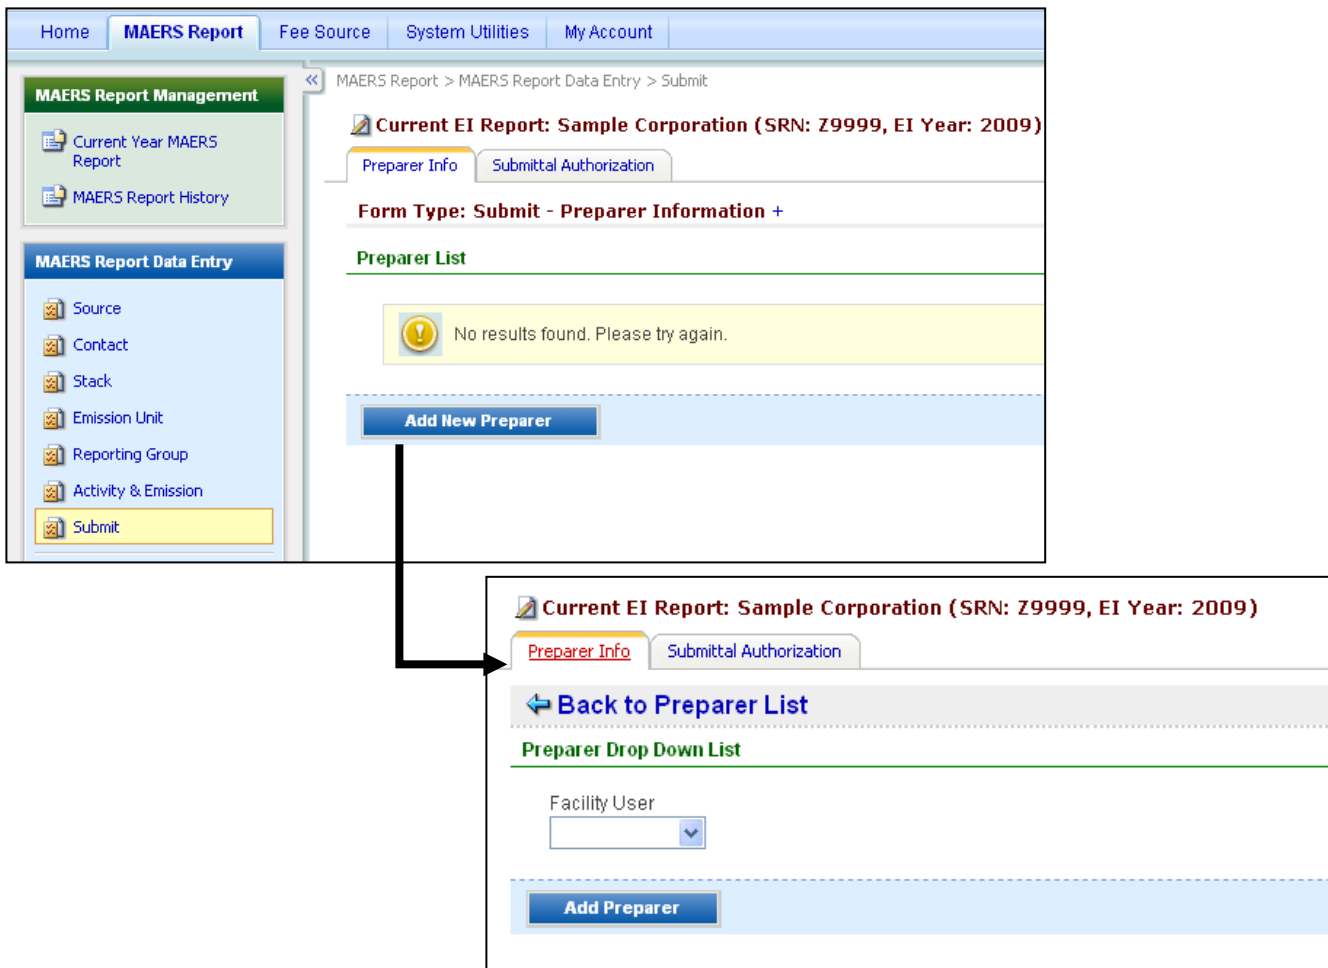 Home MAERS Report Fee Source System Utilities My Account
MAERS Report Management
Current Year MAERS
Report
MAERS Report History
MAERS Report Data Entry
Source
Contact
Stack
Emission Unit
Reporting Group
Activity & Emission
Submit
MAERS Report > MAERS Report Data Entry > Submit
Current EI Report: Sample Corporation (SRN: Z9999, EI Year: 2009)
Preparer Info Submittal Authorization
Form Type: Submit - Preparer Information +
Preparer List
No results found. Please try again.
Add New Preparer
Current EI Report: Sample Corporation (SRN: Z9999, EI Year: 2009)
Preparer Info Submittal Authorization
Back to Preparer List
Preparer Drop Down List
Facility User
Add Preparer